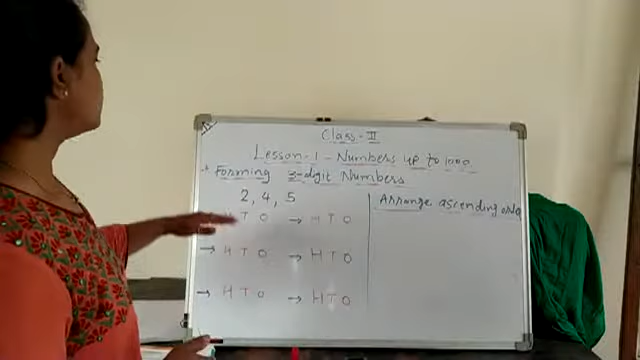 Class - II
Lesson - 1 - Numbers up to 1000.
Forming 3-digit Numbers
2, 4, 5
Arrange ascending order
T O → H T O
→ H T O → H T O
→ H T O → H T O